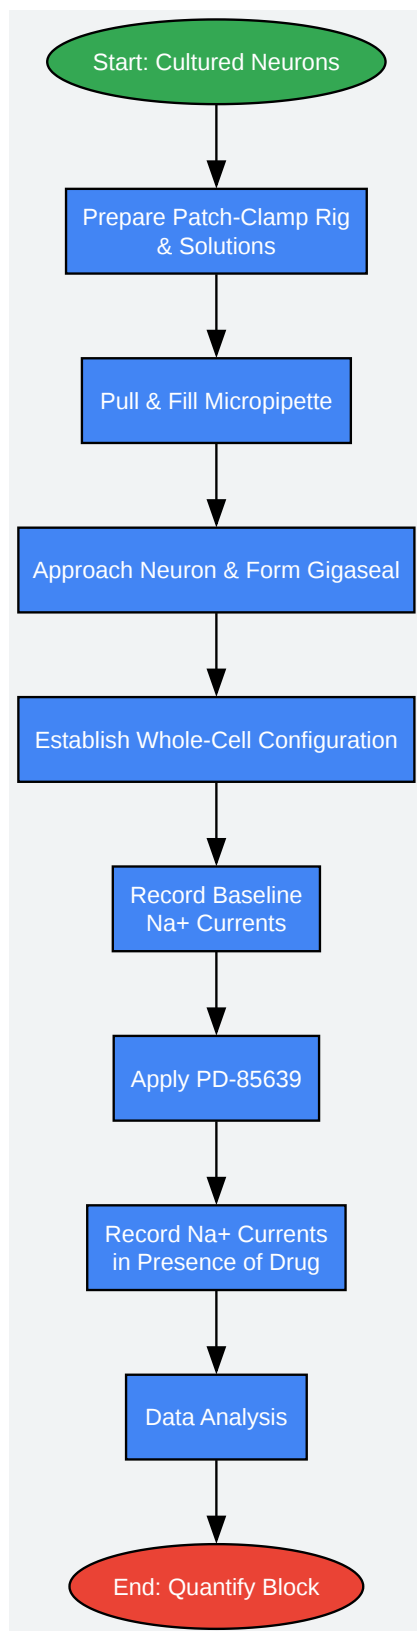 Start: Cultured Neurons
Prepare Patch-Clamp Rig
& Solutions
Pull & Fill Micropipette
Approach Neuron & Form Gigaseal
Establish Whole-Cell Configuration
Record Baseline
Na+ Currents
Apply PD-85639
Record Na+ Currents
in Presence of Drug
Data Analysis
End: Quantify Block